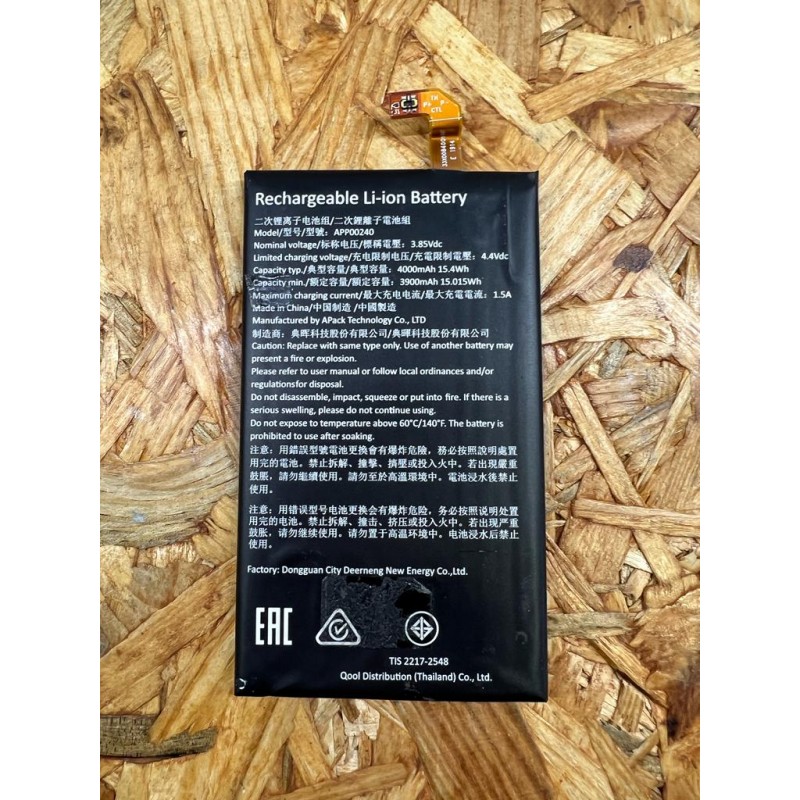 TH
CTL
Rechargeable Li-ion Battery
二次鋰离子电池组/二次鋰離子電池組
Model/型号/型號: APP00240
Nominal voltage/标称电压/標稱電壓: 3.85Vdc
Limited charging voltage/充电限制电压/充電限制電壓: 4.4Vdc
Capacity typ./典型容量/典型容量: 4000mAh 15.4Wh
Capacity min./額定容量/額定容量: 3900mAh 15.015Wh
Maximum charging current/最大充电电流/最大充電電流: 1.5A
Made in China/中国制造 /中國製造
Manufactured by APack Technology Co., LTD
制造商: 典晖科技股份有限公司/典暉科技股份有限公司
Caution: Replace with same type only. Use of another battery may
present a fire or explosion.
Please refer to user manual or follow local ordinances and/or
regulations for disposal.
Do not disassemble, impact, squeeze or put into fire. If there is a
serious swelling, please do not continue using.
Do not expose to temperature above 60°C/140°F. The battery is
prohibited to use after soaking.
注意: 用錯誤型號電池更換會有爆炸危險, 務必按照說明處置
用完的電池。禁止拆解、撞擊、擠壓或投入火中。若出現嚴重
鼓脹, 請勿繼續使用。請勿至於高溫環境中。電池浸水後禁止
使用。
注意: 用错误型号电池更换会有爆炸危险, 务必按照说明处置
用完的电池。禁止拆解、撞击、挤压或投入火中。若出现严重
鼓胀, 请勿继续使用。请勿置于高温环境中。电池浸水后禁止
使用。
Factory: Dongguan City Deerneng New Energy Co.,Ltd.
EAC
TIS 2217-2548
Qool Distribution (Thailand) Co., Ltd.